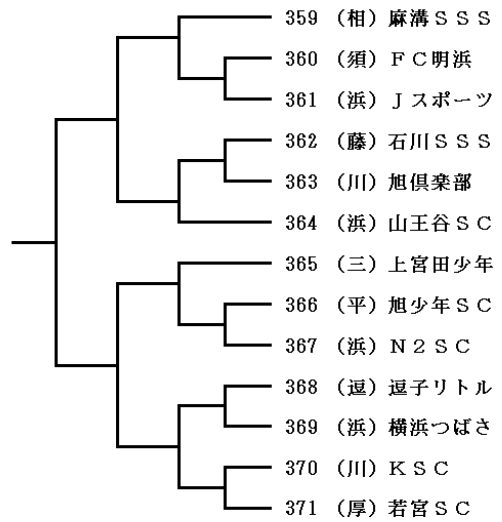 359 (相) 麻溝SSS
360 (須) FC明浜
361 (浜) Jスポーツ
362 (藤) 石川SSS
363 (川) 旭倶楽部
364 (浜) 山王谷SC
365 (三) 上宮田少年
366 (平) 旭少年SC
367 (浜) N2SC
368 (逗) 逗子リトル
369 (浜) 横浜つばさ
370 (川) KSC
371 (厚) 若宮SC